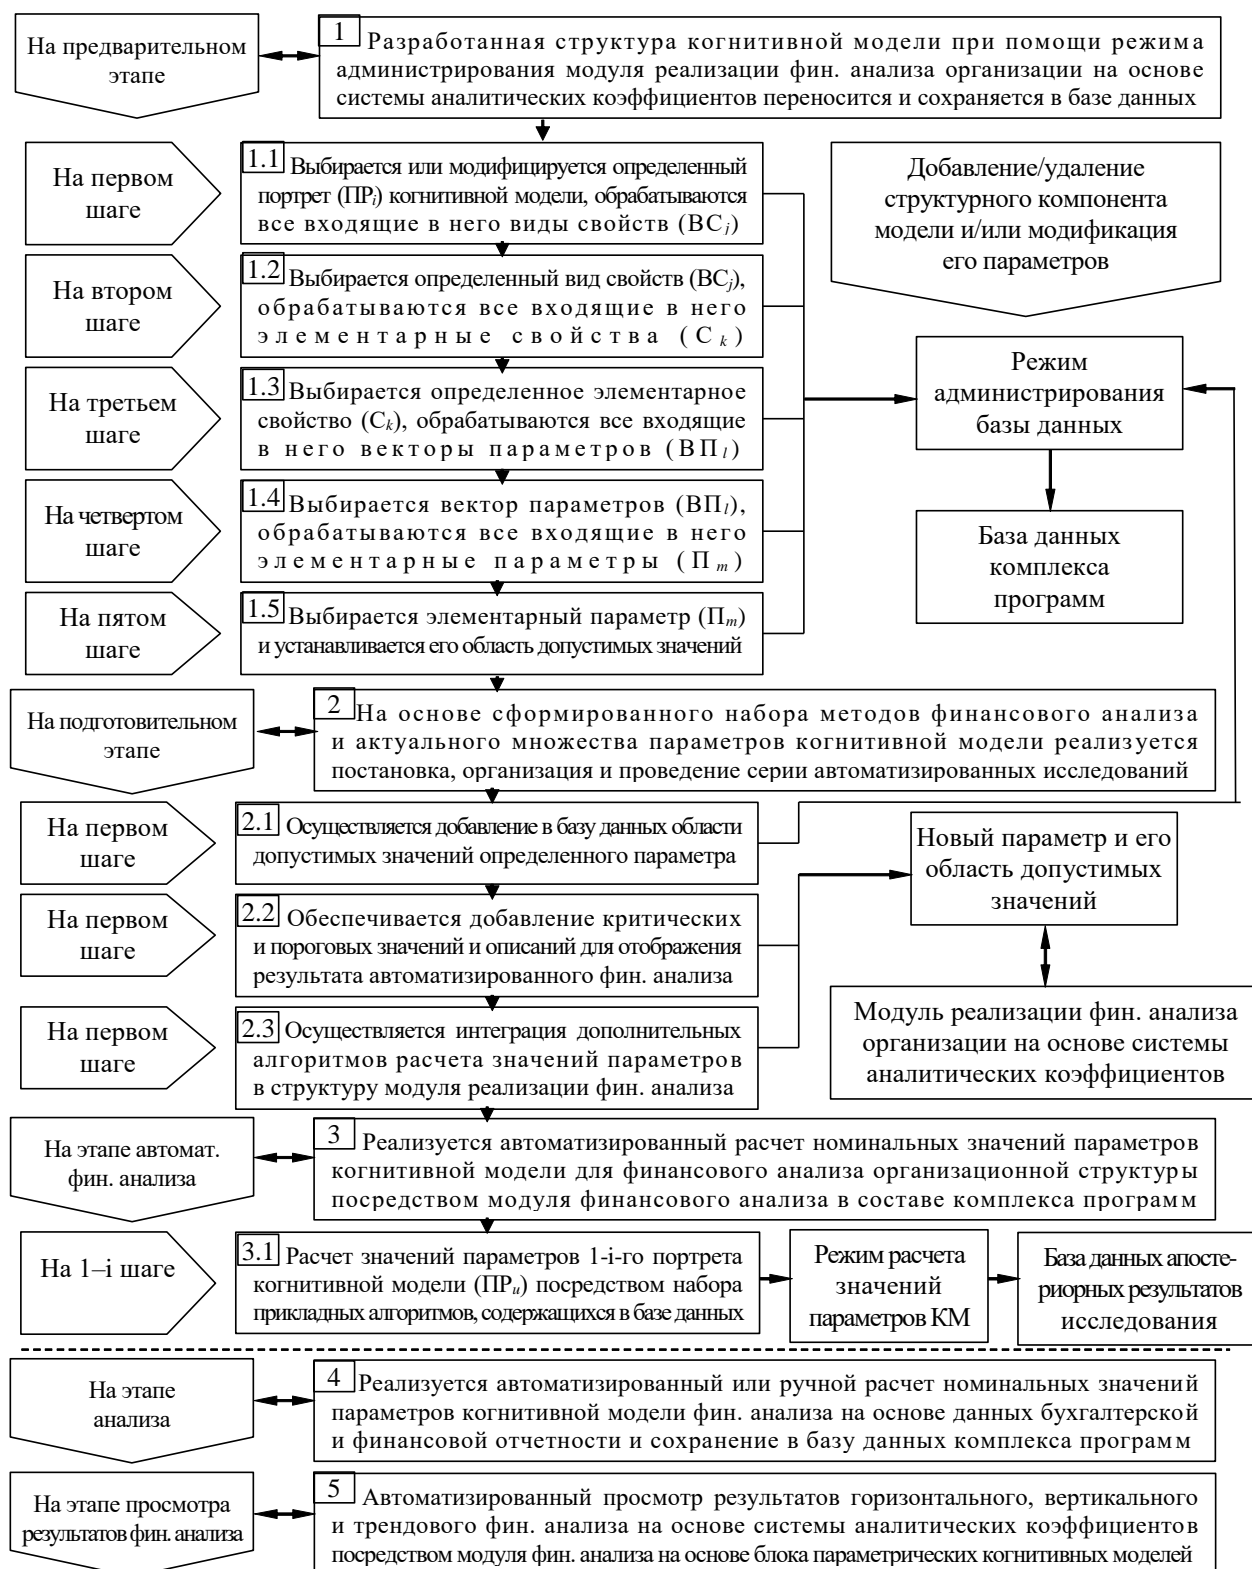 На предварительном
этапе
1
Разработанная структура когнитивной модели при помощи режима
администрирования модуля реализации фин. анализа организации на основе
системы аналитических коэффициентов переносится и сохраняется в базе данных
На первом
шаге
1.1 Выбирается или модифицируется определенный
портрет (ПРi) когнитивной модели, обрабатываются
все входящие в него виды свойств (ВСj)
Добавление/удаление
структурного компонента
модели и/или модификация
его параметров
На втором
шаге
1.2 Выбирается определенный вид свойств (ВСj),
обрабатываются все входящие в него
элементарные свойства (Сk)
На третьем
шаге
1.3 Выбирается определенное элементарное
свойство (Сk), обрабатываются все входящие
в него векторы параметров (ВПl)
Режим
администрирования
базы данных
На четвертом
шаге
1.4 Выбирается вектор параметров (ВПl),
обрабатываются все входящие в него
элементарные параметры (Пm)
База данных
комплекса
программ
На пятом
шаге
1.5 Выбирается элементарный параметр (Пm)
и устанавливается его область допустимых значений
На подготовительном
этапе
2 На основе сформированного набора методов финансового анализа
и актуального множества параметров когнитивной модели реализуется
постановка, организация и проведение серии автоматизированных исследований
На первом
шаге
2.1 Осуществляется добавление в базу данных области
допустимых значений определенного параметра
Новый параметр и его
область допустимых
значений
На первом
шаге
2.2 Обеспечивается добавление критических
и пороговых значений и описаний для отображения
результата автоматизированного фин. анализа
На первом
шаге
2.3 Осуществляется интеграция дополнительных
алгоритмов расчета значений параметров
в структуру модуля реализации фин. анализа
Модуль реализации фин. анализа
организации на основе системы
аналитических коэффициентов
На этапе автомат.
фин. анализа
3 Реализуется автоматизированный расчет номинальных значений параметров
когнитивной модели для финансового анализа организационной структуры
посредством модуля финансового анализа в составе комплекса программ
На 1–i шаге
3.1 Расчет значений параметров 1-i-го портрета
когнитивной модели (ПРu) посредством набора
прикладных алгоритмов, содержащихся в базе данных
Режим расчета
значений
параметров КМ
База данных апосте-
риорных результатов
исследования
На этапе
анализа
4 Реализуется автоматизированный или ручной расчет номинальных значений
параметров когнитивной модели фин. анализа на основе данных бухгалтерской
и финансовой отчетности и сохранение в базу данных комплекса программ
На этапе просмотра
результатов фин. анализа
5 Автоматизированный просмотр результатов горизонтального, вертикального
и трендового фин. анализа на основе системы аналитических коэффициентов
посредством модуля фин. анализа на основе блока параметрических когнитивных моделей